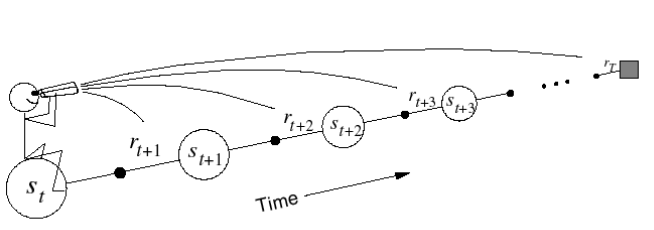 r_T
r_{t+3} s_{t+3}
r_{t+2} s_{t+2}
r_{t+1} s_{t+1}
s_t
Time